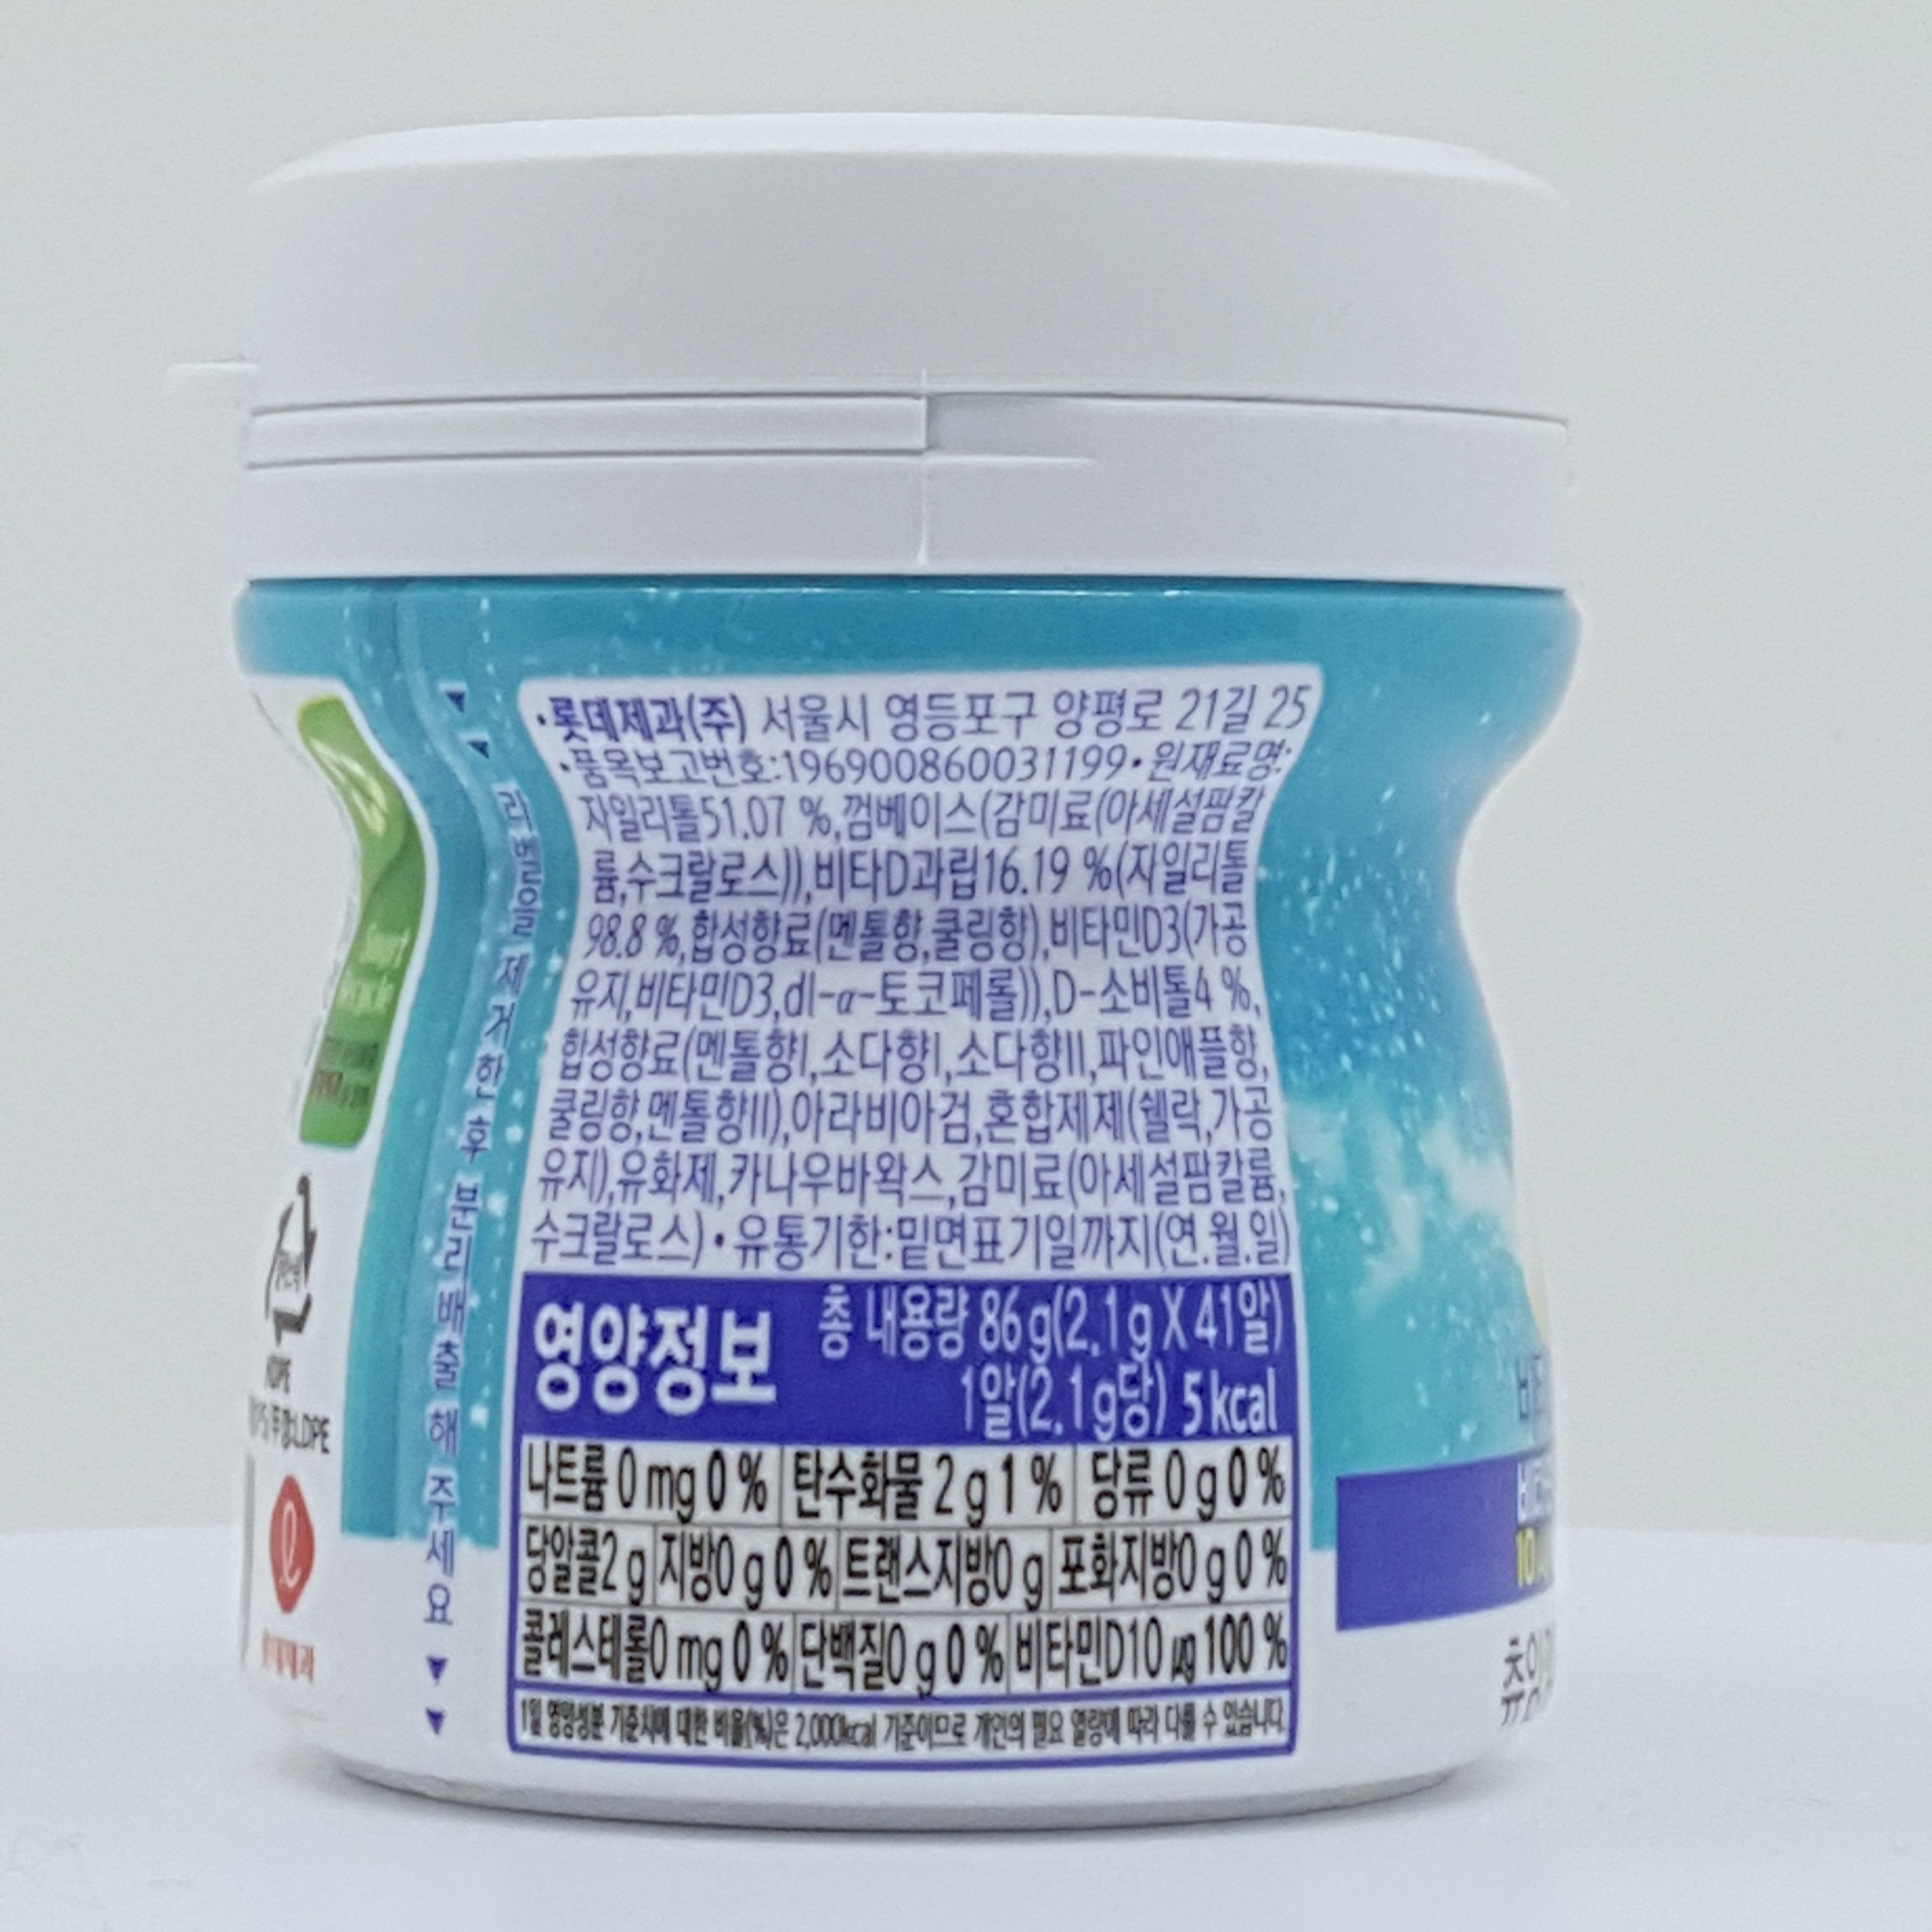 •롯데제과(주) 서울시 영등포구 양평로 21길 25
•품목보고번호:196900860031199•원재료명:
자일리톨51.07 %,껌베이스(감미료(아세설팜칼
륨,수크랄로스)),비타D과립16.19 %(자일리톨
98.8 %,합성향료(멘톨향,쿨링향),비타민D3(가공
유지,비타민D3,dl-α-토코페롤)),D-소비톨4 %,
합성향료(멘톨향I,소다향I,소다향II,파인애플향,
쿨링향,멘톨향II),아라비아검,혼합제제(쉘락,가공
유지),유화제,카나우바왁스,감미료(아세설팜칼륨,
수크랄로스)•유통기한:밑면표기일까지(연.월.일)
영양정보
총 내용량 86 g(2.1 g X 41알)
1알(2.1 g당) 5 kcal
나트륨 0 mg 0 % 탄수화물 2 g 1 % 당류 0 g 0 %
당알콜2 g 지방0 g 0 % 트랜스지방0 g 포화지방0 g 0 %
콜레스테롤0 mg 0 % 단백질0 g 0 % 비타민D10 μg 100 %
1일 영양성분 기준치에 대한 비율(%)은 2,000kcal 기준이므로 개인의 필요 열량에 따라 다를 수 있습니다.
라벨을 제거한 후 분리배출 해 주세요
HDPE
LDPE
롯데제과
10